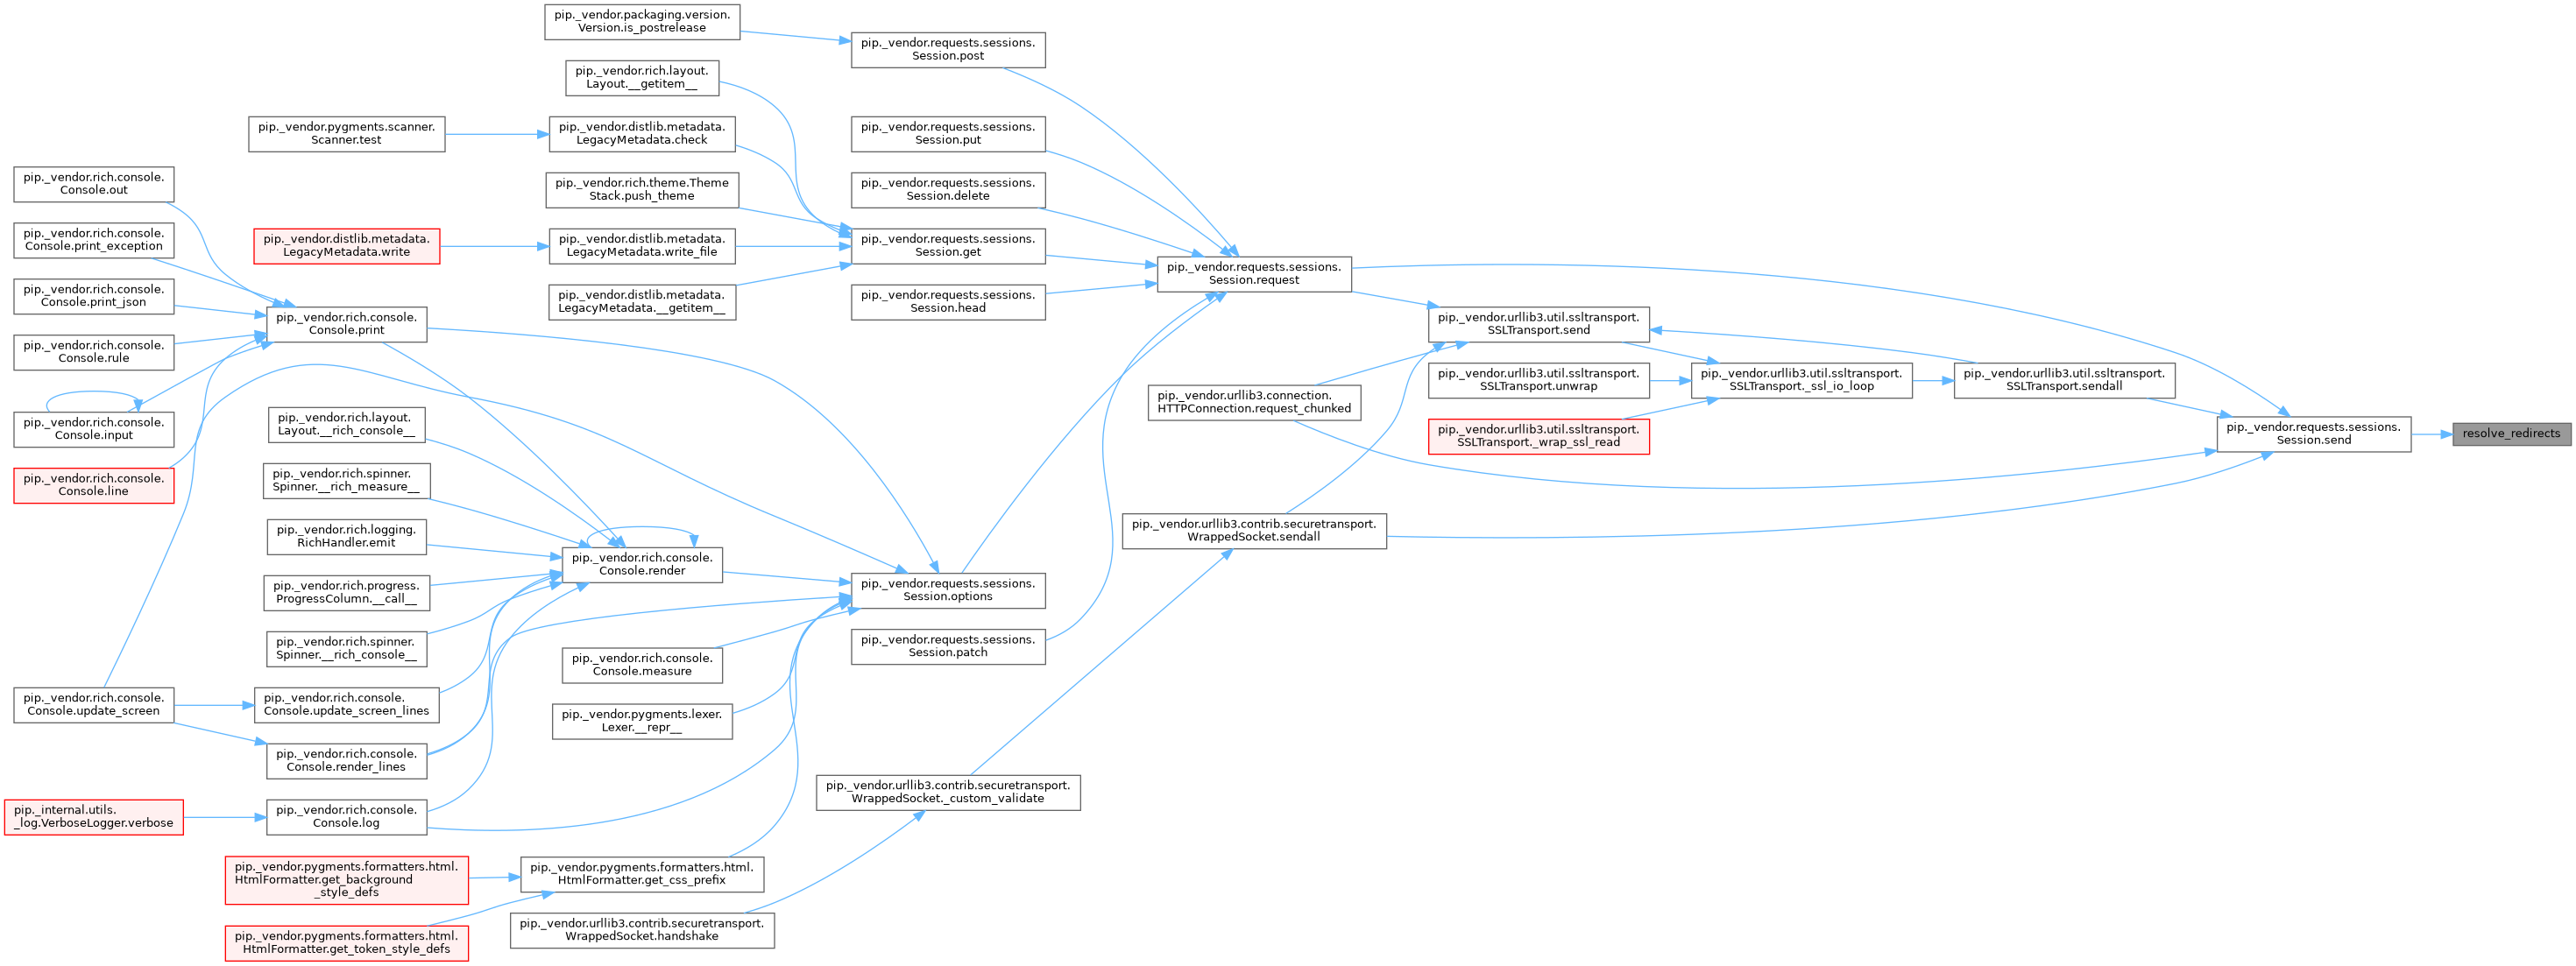 pip._vendor.packaging.version.
Version.is_postrelease
pip._vendor.requests.sessions.
Session.post
pip._vendor.rich.layout.
Layout.__getitem__
pip._vendor.pygments.scanner.
Scanner.test
pip._vendor.distlib.metadata.
LegacyMetadata.check
pip._vendor.requests.sessions.
Session.put
pip._vendor.rich.console.
Console.out
pip._vendor.rich.theme.Theme
Stack.push_theme
pip._vendor.requests.sessions.
Session.delete
pip._vendor.rich.console.
Console.print_exception
pip._vendor.distlib.metadata.
LegacyMetadata.write
pip._vendor.distlib.metadata.
LegacyMetadata.write_file
pip._vendor.requests.sessions.
Session.get
pip._vendor.requests.sessions.
Session.request
pip._vendor.rich.console.
Console.print_json
pip._vendor.distlib.metadata.
LegacyMetadata.__getitem__
pip._vendor.requests.sessions.
Session.head
pip._vendor.rich.console.
Console.print
pip._vendor.urllib3.util.ssltransport.
SSLTransport.send
pip._vendor.rich.console.
Console.rule
pip._vendor.urllib3.util.ssltransport.
SSLTransport.unwrap
pip._vendor.urllib3.util.ssltransport.
SSLTransport._ssl_io_loop
pip._vendor.urllib3.util.ssltransport.
SSLTransport.sendall
pip._vendor.urllib3.connection.
HTTPConnection.request_chunked
pip._vendor.rich.console.
Console.input
pip._vendor.rich.layout.
Layout.__rich_console__
pip._vendor.urllib3.util.ssltransport.
SSLTransport._wrap_ssl_read
pip._vendor.requests.sessions.
Session.send
resolve_redirects
pip._vendor.rich.console.
Console.line
pip._vendor.rich.spinner.
Spinner.__rich_measure__
pip._vendor.rich.logging.
RichHandler.emit
pip._vendor.urllib3.contrib.securetransport.
WrappedSocket.sendall
pip._vendor.rich.console.
Console.render
pip._vendor.rich.progress.
ProgressColumn.__call__
pip._vendor.requests.sessions.
Session.options
pip._vendor.rich.spinner.
Spinner.__rich_console__
pip._vendor.rich.console.
Console.measure
pip._vendor.requests.sessions.
Session.patch
pip._vendor.rich.console.
Console.update_screen
pip._vendor.rich.console.
Console.update_screen_lines
pip._vendor.pygments.lexer.
Lexer.__repr__
pip._vendor.rich.console.
Console.render_lines
pip._vendor.urllib3.contrib.securetransport.
WrappedSocket._custom_validate
pip._internal.utils.
_log.VerboseLogger.verbose
pip._vendor.rich.console.
Console.log
pip._vendor.pygments.formatters.html.
HtmlFormatter.get_background
_style_defs
pip._vendor.pygments.formatters.html.
HtmlFormatter.get_css_prefix
pip._vendor.pygments.formatters.html.
HtmlFormatter.get_token_style_defs
pip._vendor.urllib3.contrib.securetransport.
WrappedSocket.handshake